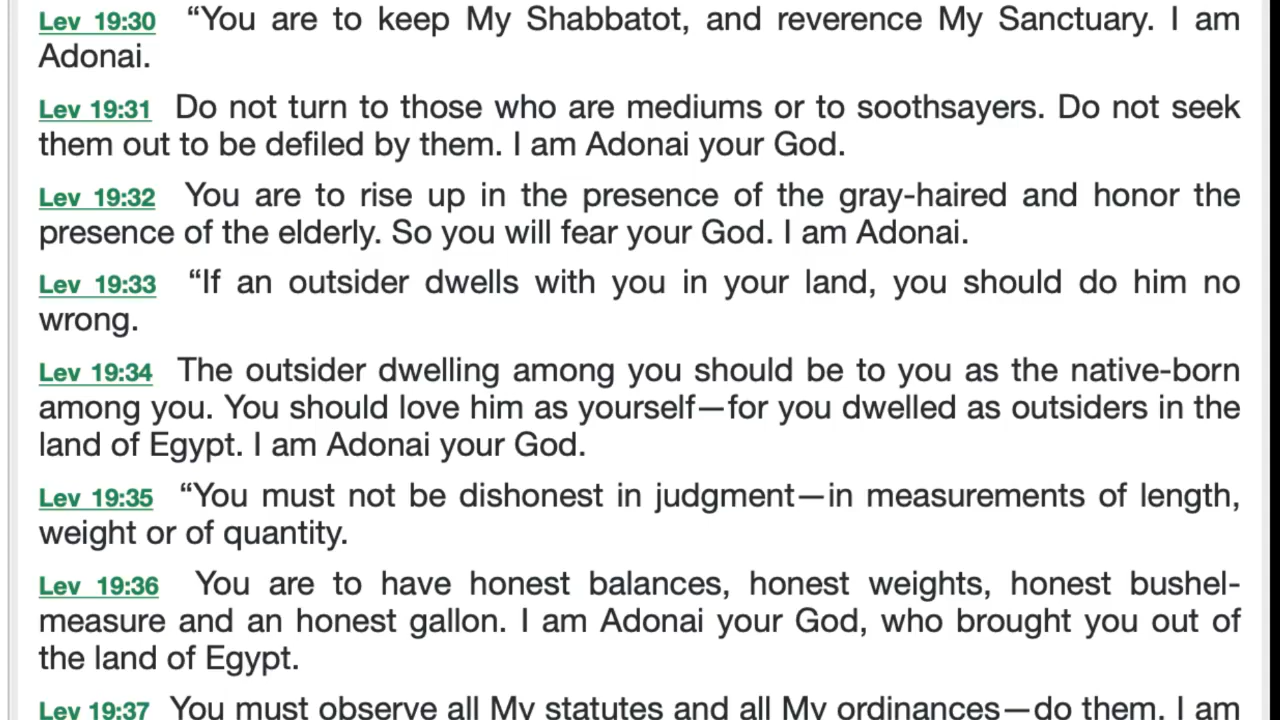 Lev 19:30 “You are to keep My Shabbatot, and reverence My Sanctuary. I am
Adonai.
Lev 19:31 Do not turn to those who are mediums or to soothsayers. Do not seek
them out to be defiled by them. I am Adonai your God.
Lev 19:32 You are to rise up in the presence of the gray-haired and honor the
presence of the elderly. So you will fear your God. I am Adonai.
Lev 19:33 “If an outsider dwells with you in your land, you should do him no
wrong.
Lev 19:34 The outsider dwelling among you should be to you as the native-born
among you. You should love him as yourself—for you dwelled as outsiders in the
land of Egypt. I am Adonai your God.
Lev 19:35 “You must not be dishonest in judgment—in measurements of length,
weight or of quantity.
Lev 19:36 You are to have honest balances, honest weights, honest bushel-
measure and an honest gallon. I am Adonai your God, who brought you out of
the land of Egypt.
Lev 19:37 You must observe all My statutes and all My ordinances—do them. I am